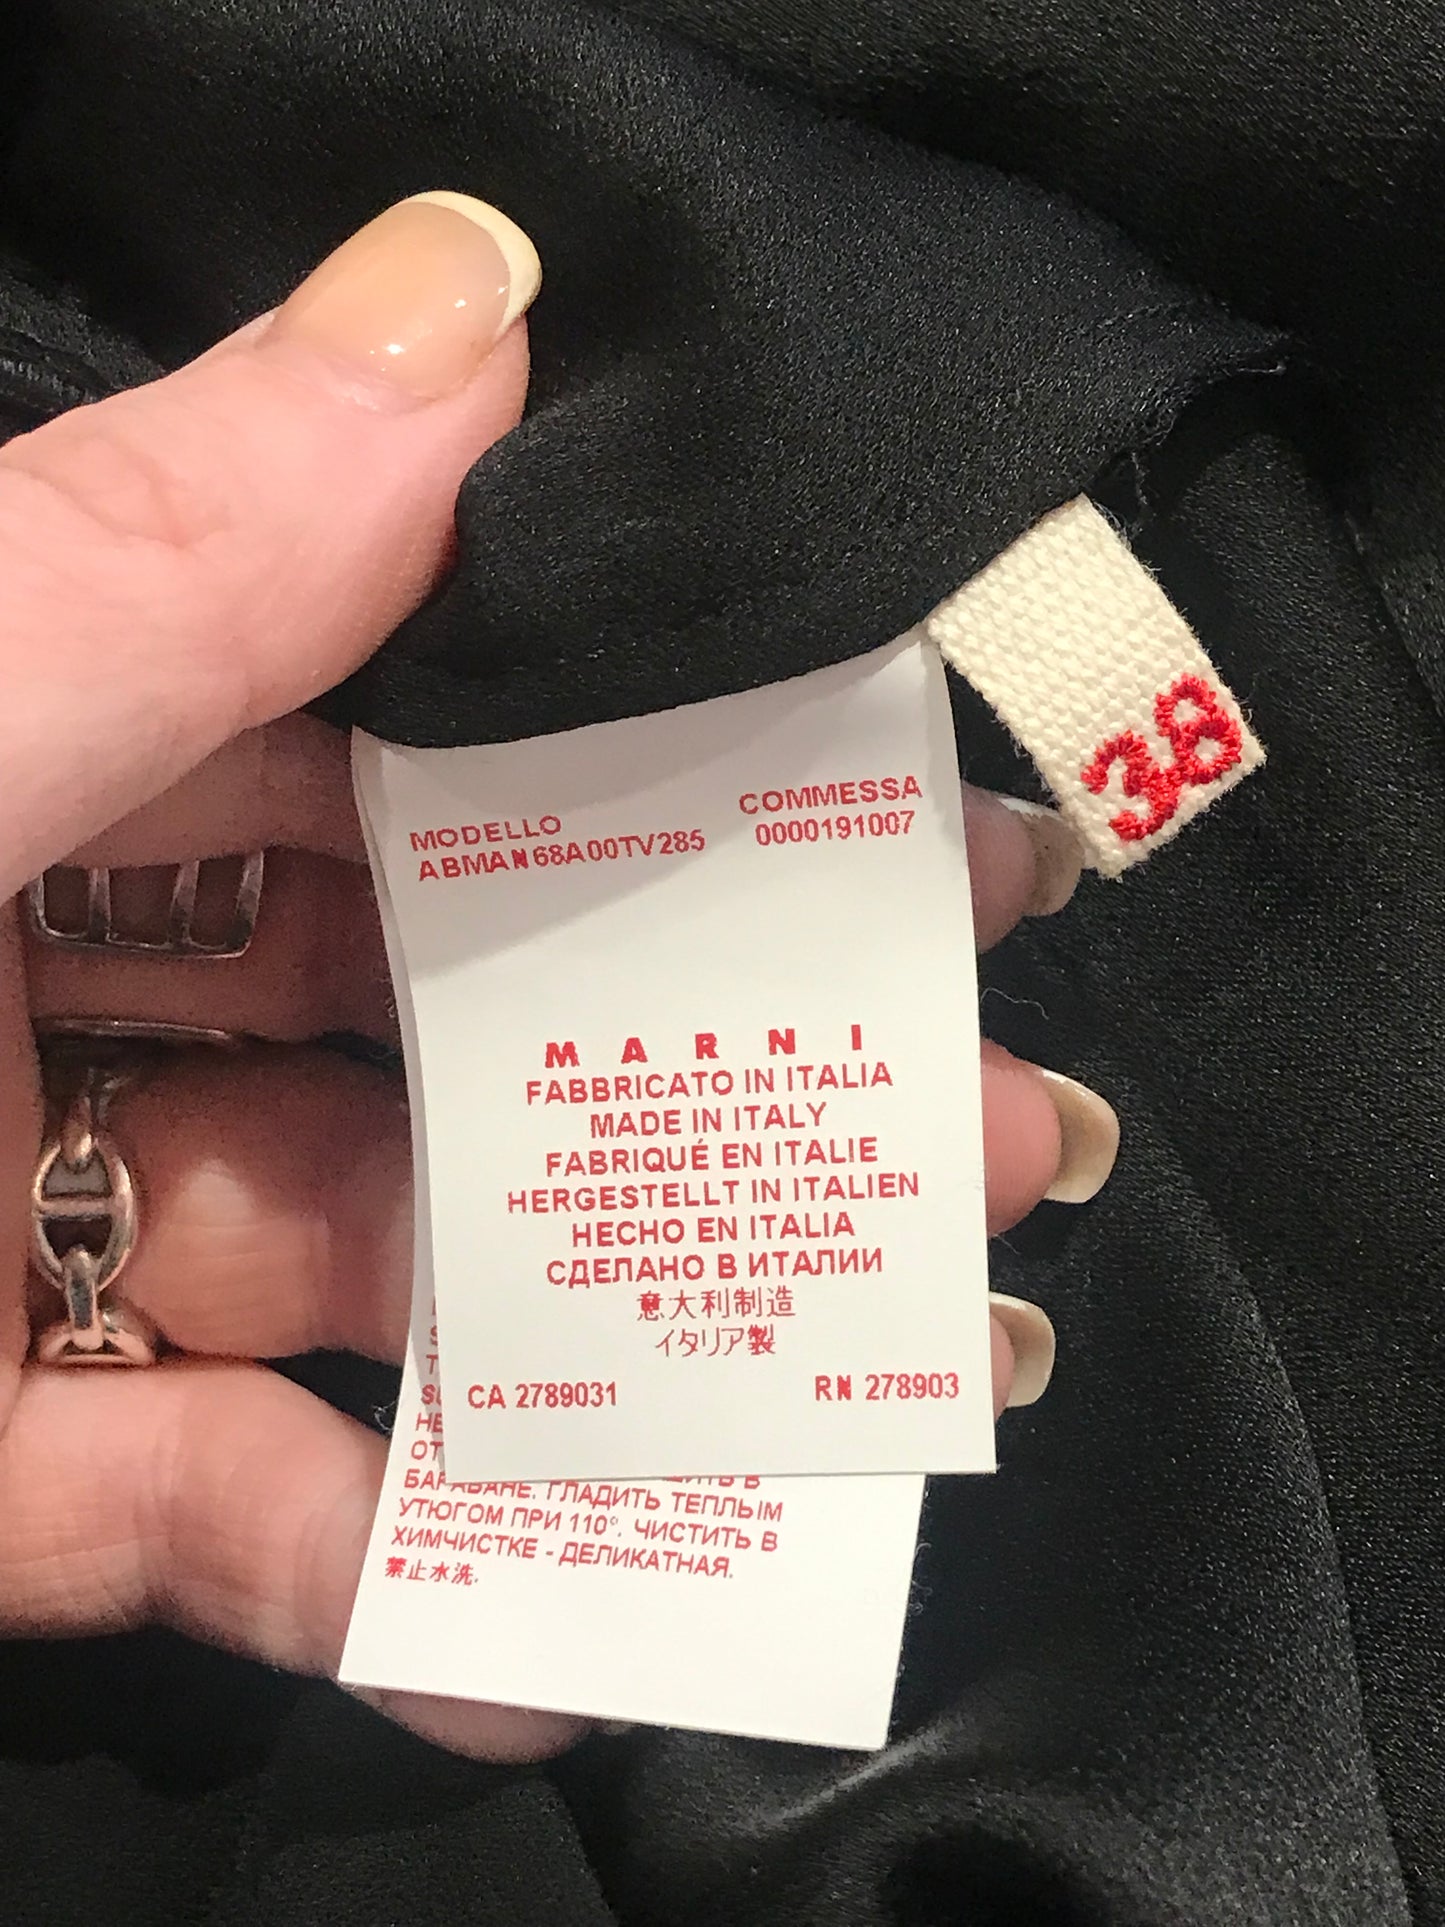 38
MODELLO
ABMAN68A00TV285
COMMESSA
0000191007
MARNI
FABBRICATO IN ITALIA
MADE IN ITALY
FABRIQUÉ EN ITALIE
HERGESTELLT IN ITALIEN
HECHO EN ITALIA
СДЕЛАНО В ИТАЛИИ
意大利制造
イタリア製
CA 2789031
RN 278903
В
БАРАБАНЕ. ГЛАДИТЬ ТЕПЛЫМ
УТЮГОМ ПРИ 110°. ЧИСТИТЬ В
ХИМЧИСТКЕ - ДЕЛИКАТНАЯ.
禁止水洗.